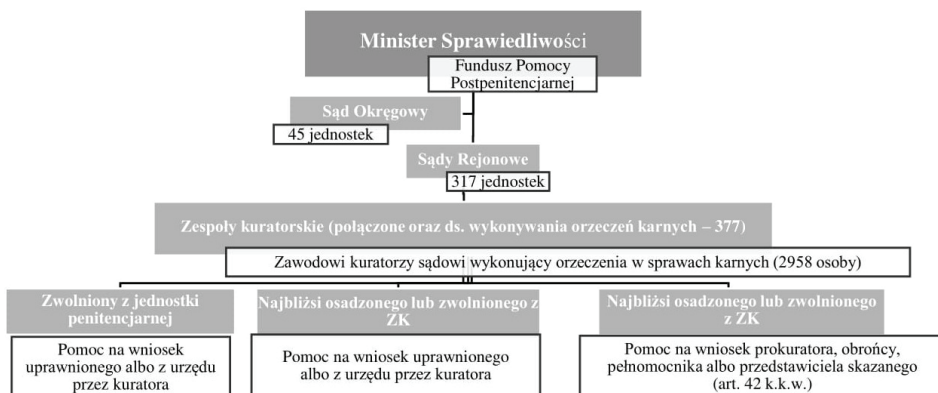 Minister Sprawiedliwości
Fundusz Pomocy
Postpenitencjarnej
Sąd Okręgowy
45 jednostek
Sądy Rejonowe
317 jednostek
Zespoły kuratorskie (połączone oraz ds. wykonywania orzeczeń karnych – 377)
Zawodowi kuratorzy sądowi wykonujący orzeczenia w sprawach karnych (2958 osoby)
Zwolniony z jednostki
penitencjarnej
Pomoc na wniosek
uprawnionego albo z urzędu
przez kuratora
Najbliżsi osadzonego lub zwolnionego z
ZK
Pomoc na wniosek uprawnionego
albo z urzędu przez kuratora
Najbliżsi osadzonego lub zwolnionego
z ZK
Pomoc na wniosek prokuratora, obrońcy,
pełnomocnika albo przedstawiciela skazanego
(art. 42 k.k.w.)